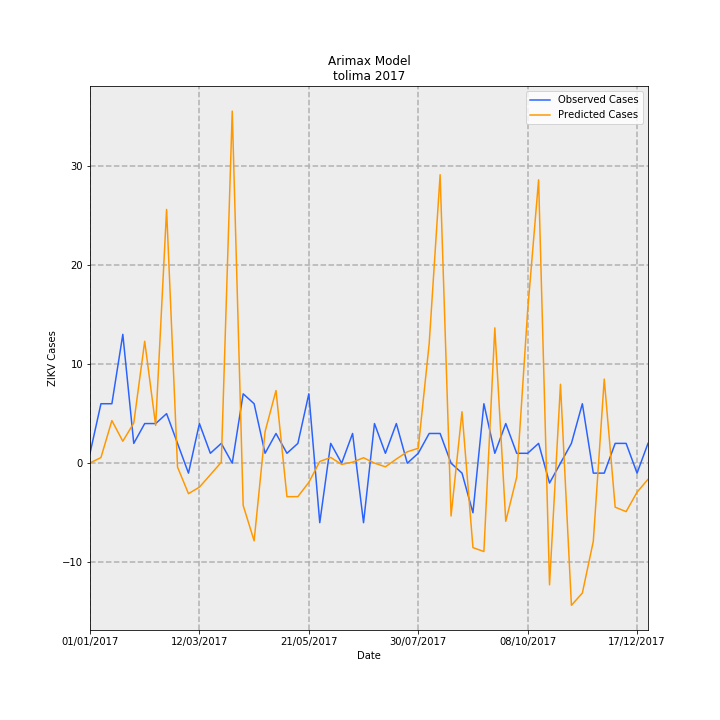 Arimax Model
tolima 2017
Observed Cases
Predicted Cases
30
20
10
0
−10
ZIKV Cases
01/01/2017 12/03/2017 21/05/2017 30/07/2017 08/10/2017 17/12/2017
Date